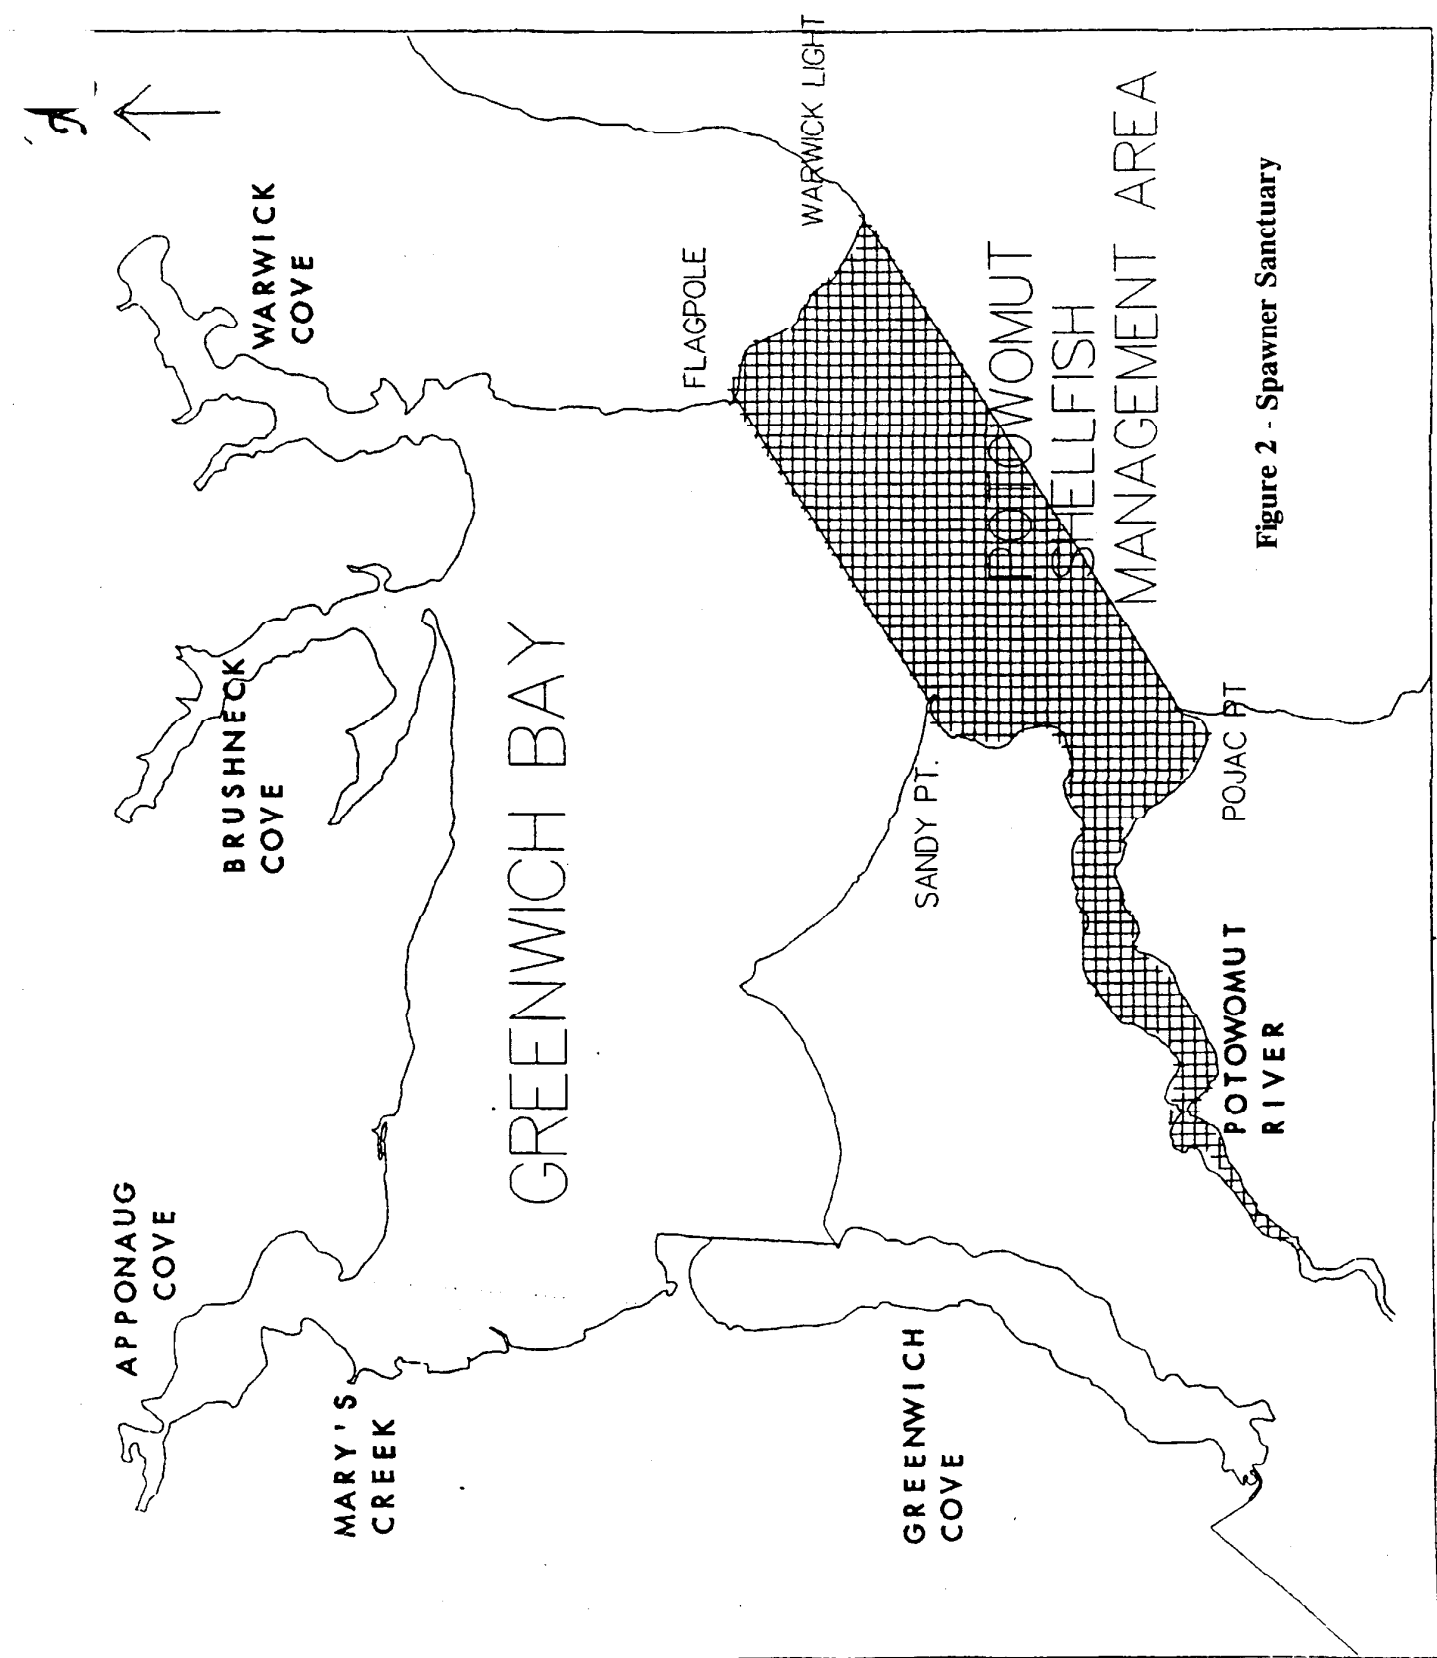 N
WARWICK
COVE
BRUSHNECK
COVE
APPONAUG
COVE
MARY'S
CREEK
GREENWICH BAY
FLAGPOLE
WARWICK LIGHT
SANDY PT.
GREENWICH
COVE
POTOWOMUT
SHELLFISH
MANAGEMENT AREA
POJAC PT
POTOWOMUT
RIVER
Figure 2 - Spawner Sanctuary